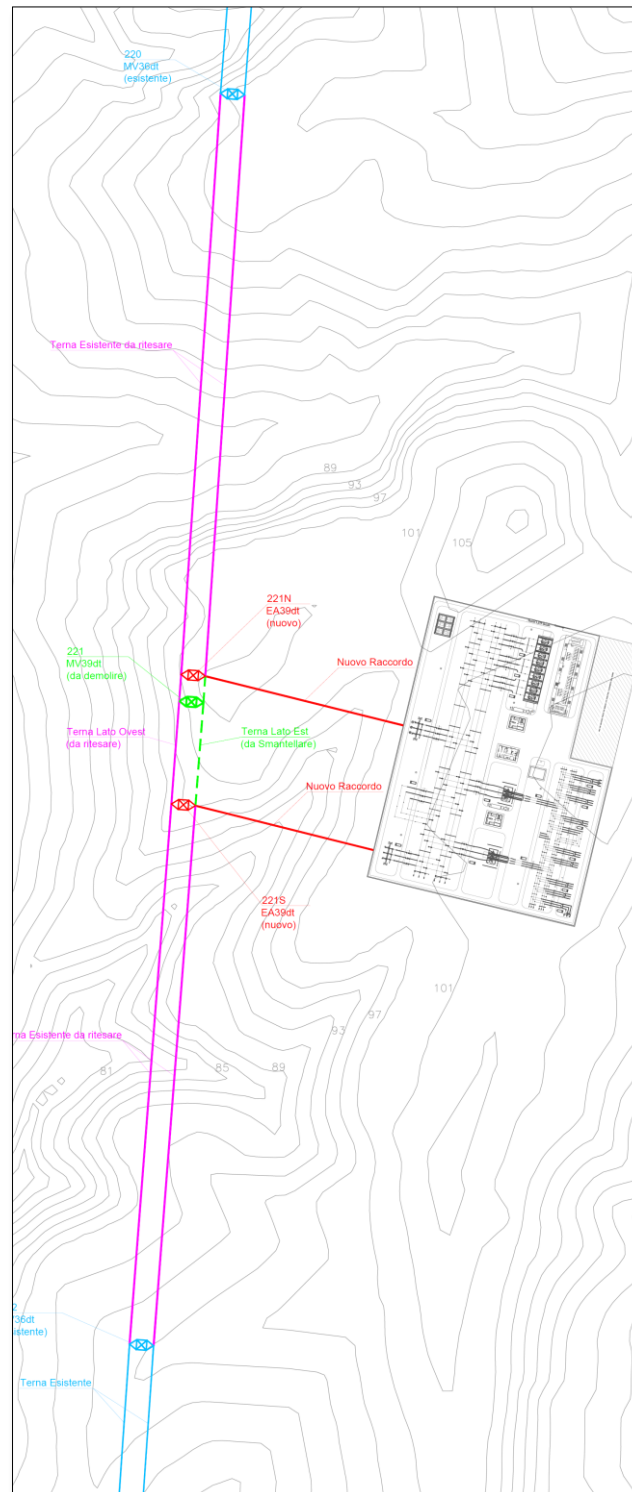 220
MV36dt
(esistente)
Terna Esistente da ritesare
89
93
97
101
105
221N
EA39dt
(nuovo)
221
MV39dt
(da demolire)
Nuovo Raccordo
Terna Lato Ovest
(da ritesare)
Terna Lato Est
(da Smantellare)
Nuovo Raccordo
221S
EA39dt
(nuovo)
101
97
93
rna Esistente da ritesare
81
85
89
2
36dt
istente)
Terna Esistente